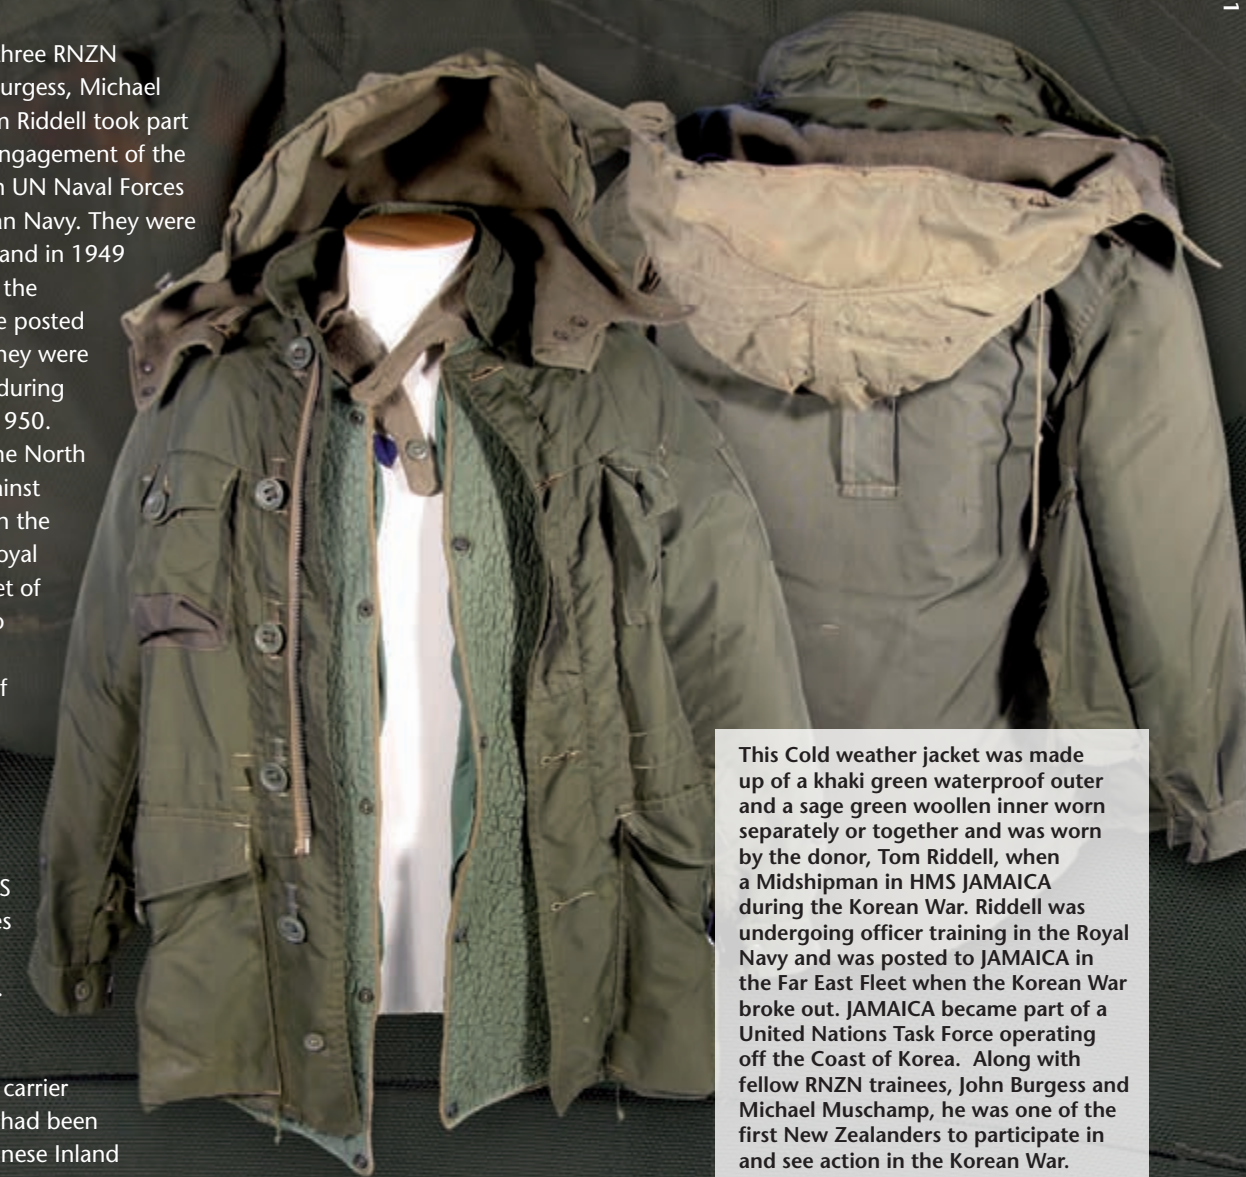 1
three RNZN
urgess, Michael
n Riddell took part
ngagement of the
n UN Naval Forces
an Navy. They were
and in 1949
the
e posted
hey were
during
950.
he North
ainst
n the
oyal
et of
o
f
S
es
.
carrier
had been
nese Inland
This Cold weather jacket was made
up of a khaki green waterproof outer
and a sage green woollen inner worn
separately or together and was worn
by the donor, Tom Riddell, when
a Midshipman in HMS JAMAICA
during the Korean War. Riddell was
undergoing officer training in the Royal
Navy and was posted to JAMAICA in
the Far East Fleet when the Korean War
broke out. JAMAICA became part of a
United Nations Task Force operating
off the Coast of Korea.  Along with
fellow RNZN trainees, John Burgess and
Michael Muschamp, he was one of the
first New Zealanders to participate in
and see action in the Korean War.